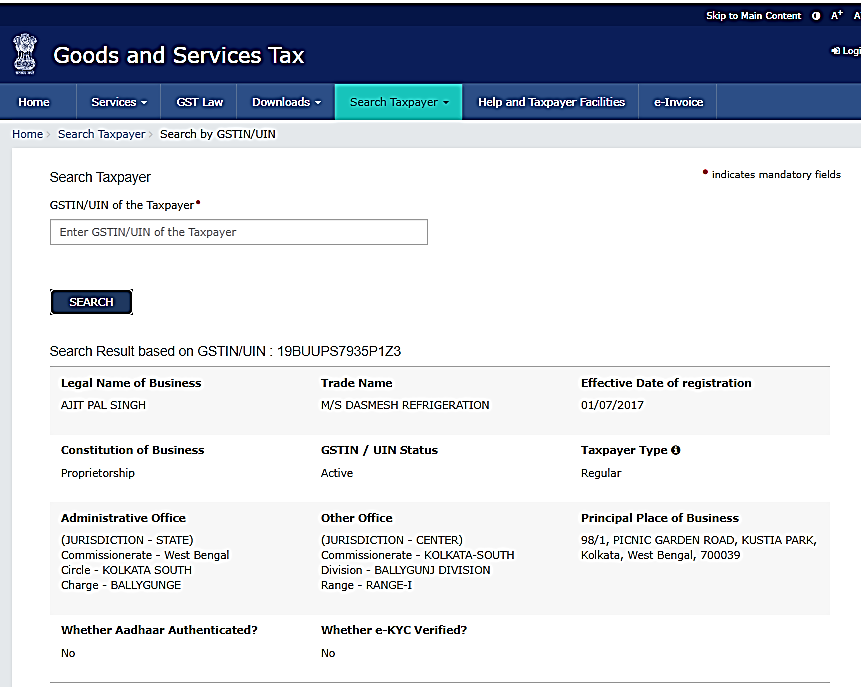 Skip to Main Content A+ A
Goods and Services Tax
Logi
Home Services GST Law Downloads Search Taxpayer Help and Taxpayer Facilities e-Invoice
Home > Search Taxpayer > Search by GSTIN/UIN
Search Taxpayer
• indicates mandatory fields
GSTIN/UIN of the Taxpayer•
Enter GSTIN/UIN of the Taxpayer
SEARCH
Search Result based on GSTIN/UIN : 19BUUPS7935P1Z3
Legal Name of Business
AJIT PAL SINGH
Trade Name
M/S DASMESH REFRIGERATION
Effective Date of registration
01/07/2017
Constitution of Business
Proprietorship
GSTIN / UIN Status
Active
Taxpayer Type
Regular
Administrative Office
(JURISDICTION - STATE)
Commissionerate - West Bengal
Circle - KOLKATA SOUTH
Charge - BALLYGUNGE
Other Office
(JURISDICTION - CENTER)
Commissionerate - KOLKATA-SOUTH
Division - BALLYGUNJ DIVISION
Range - RANGE-I
Principal Place of Business
98/1, PICNIC GARDEN ROAD, KUSTIA PARK,
Kolkata, West Bengal, 700039
Whether Aadhaar Authenticated?
No
Whether e-KYC Verified?
No